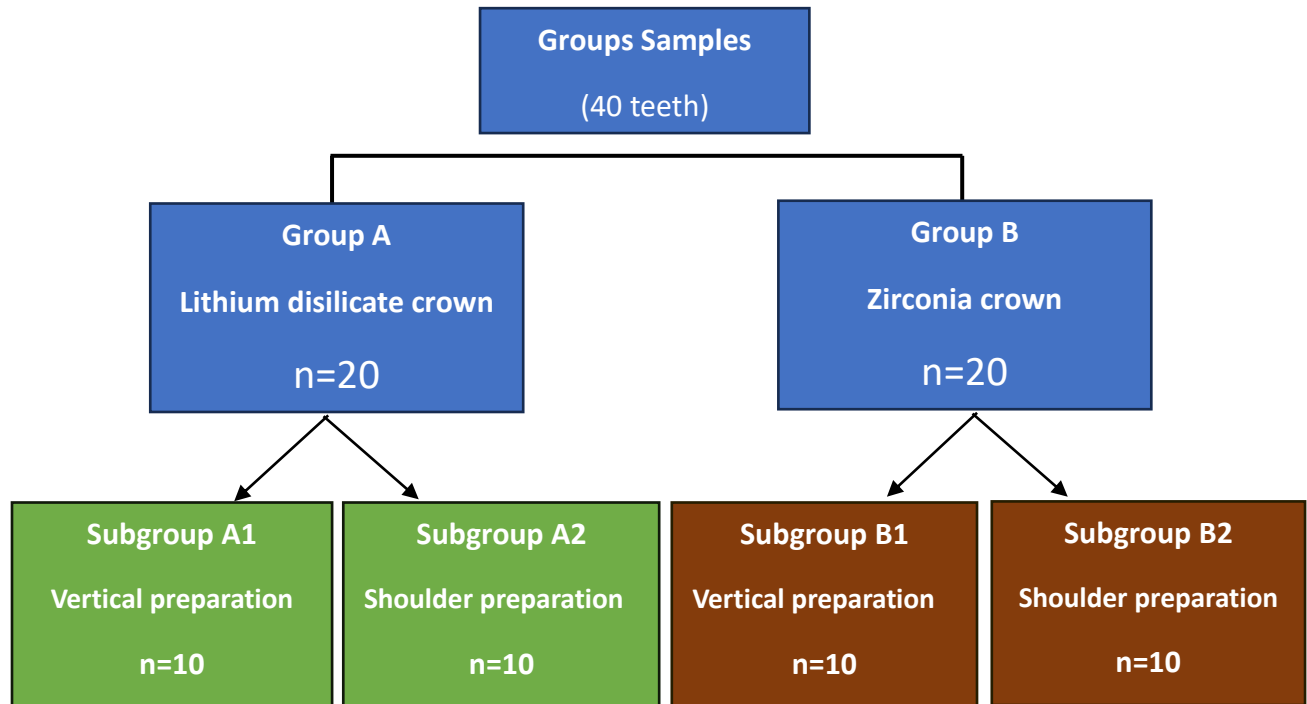 Groups Samples
(40 teeth)
Group A
Lithium disilicate crown
n=20
Group B
Zirconia crown
n=20
Subgroup A1
Vertical preparation
n=10
Subgroup A2
Shoulder preparation
n=10
Subgroup B1
Vertical preparation
n=10
Subgroup B2
Shoulder preparation
n=10